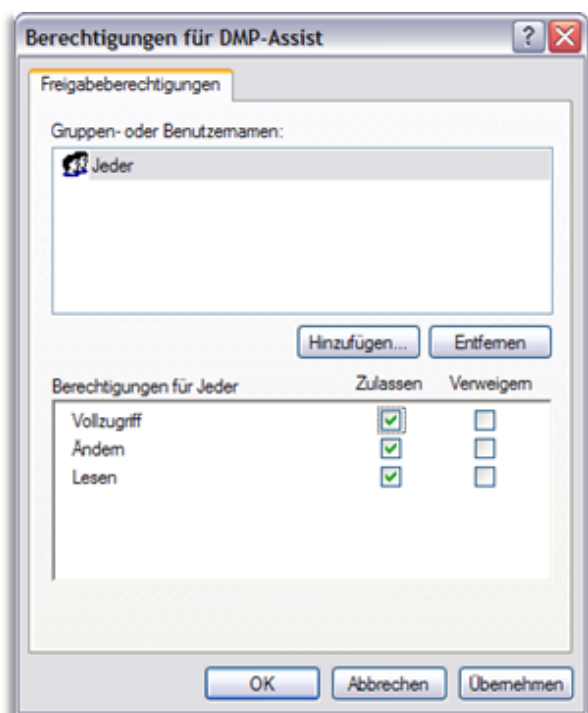 Berechtigungen für DMP-Assist
Freigabeberechtigungen
Gruppen- oder Benutzernamen:
Jeder
Hinzufügen... Entfernen
Berechtigungen für Jeder Zulassen Verweigern
Vollzugriff
Ändern
Lesen
OK Abbrechen Übernehmen